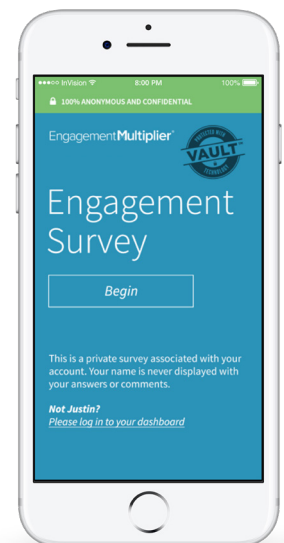 InVision 8:00 PM 100%
100% ANONYMOUS AND CONFIDENTIAL
EngagementMultiplier
PROTECTED WITH
VAULT™
TECHNOLOGY
Engagement
Survey
Begin
This is a private survey associated with your
account. Your name is never displayed with
your answers or comments.
Not Justin?
Please log in to your dashboard